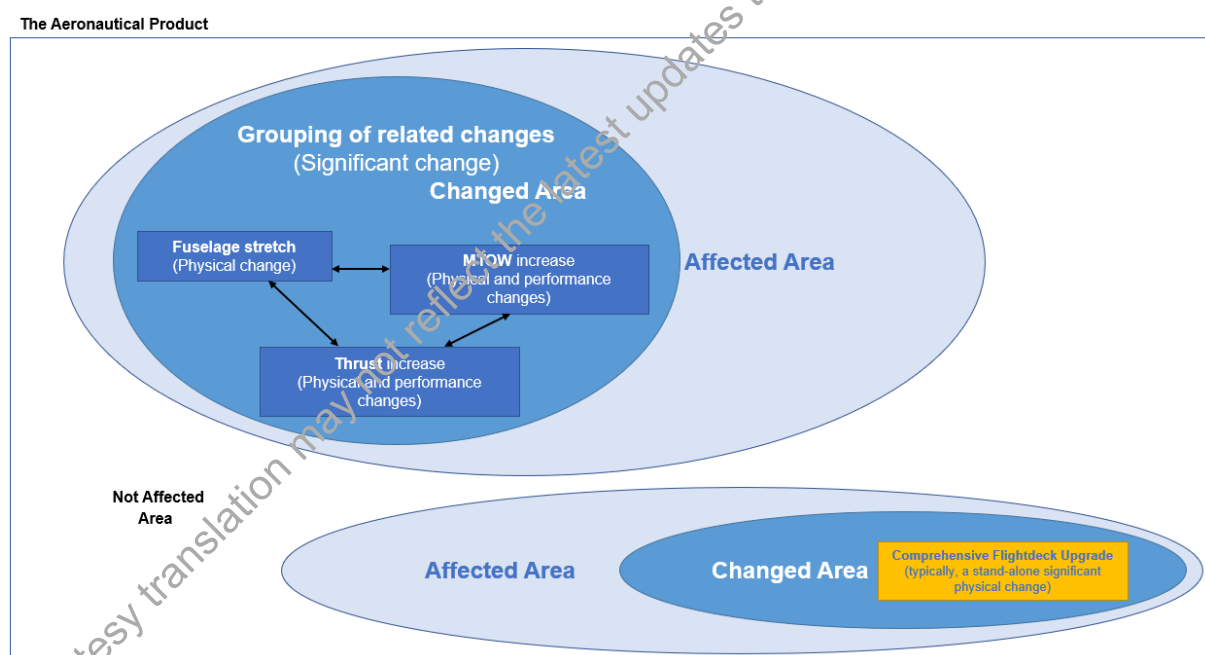 The Aeronautical Product
Grouping of related changes
(Significant change)
Changed Area
Fuselage stretch
(Physical change)
MTOW increase
(Physical and performance
changes)
Thrust increase
(Physical and performance
changes)
Affected Area
Not Affected
Area
Affected Area
Changed Area
Comprehensive Flightdeck Upgrade
(typically, a stand-alone significant
physical change)
translation may not reflect the latest updates